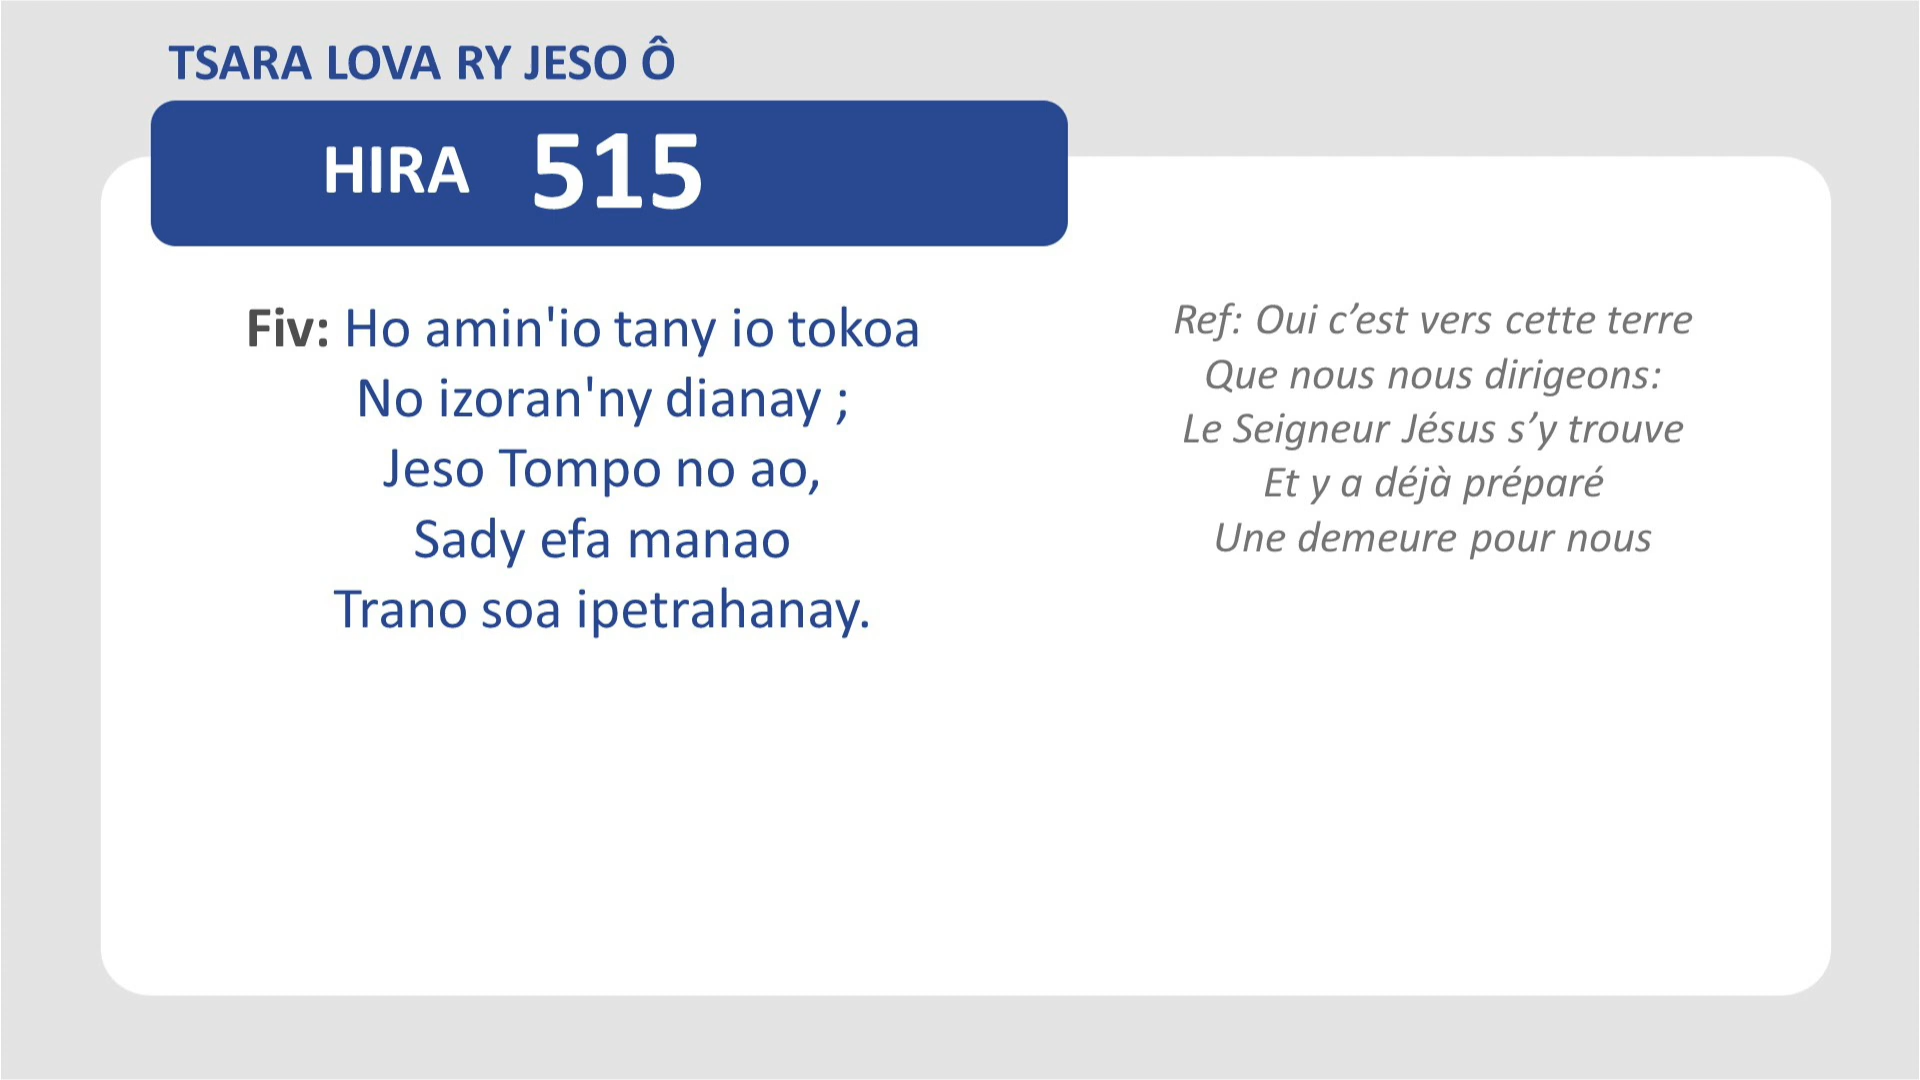 TSARA LOVA RY JESO Ô
HIRA 515
Fiv: Ho amin'io tany io tokoa
No izoran'ny dianay ;
Jeso Tompo no ao,
Sady efa manao
Trano soa ipetrahanay.
Ref: Oui c’est vers cette terre
Que nous nous dirigeons:
Le Seigneur Jésus s’y trouve
Et y a déjà préparé
Une demeure pour nous